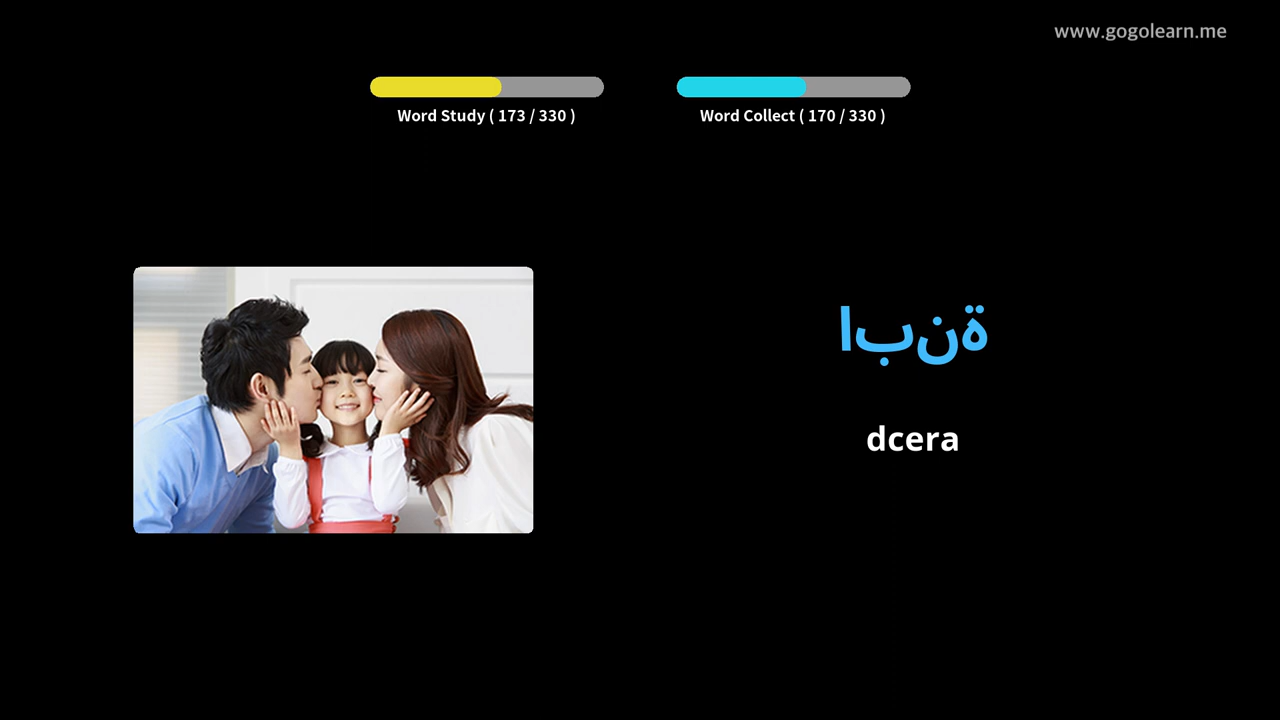 www.gogolearn.me
Word Study ( 173 / 330 )
Word Collect ( 170 / 330 )
ابنة
dcera